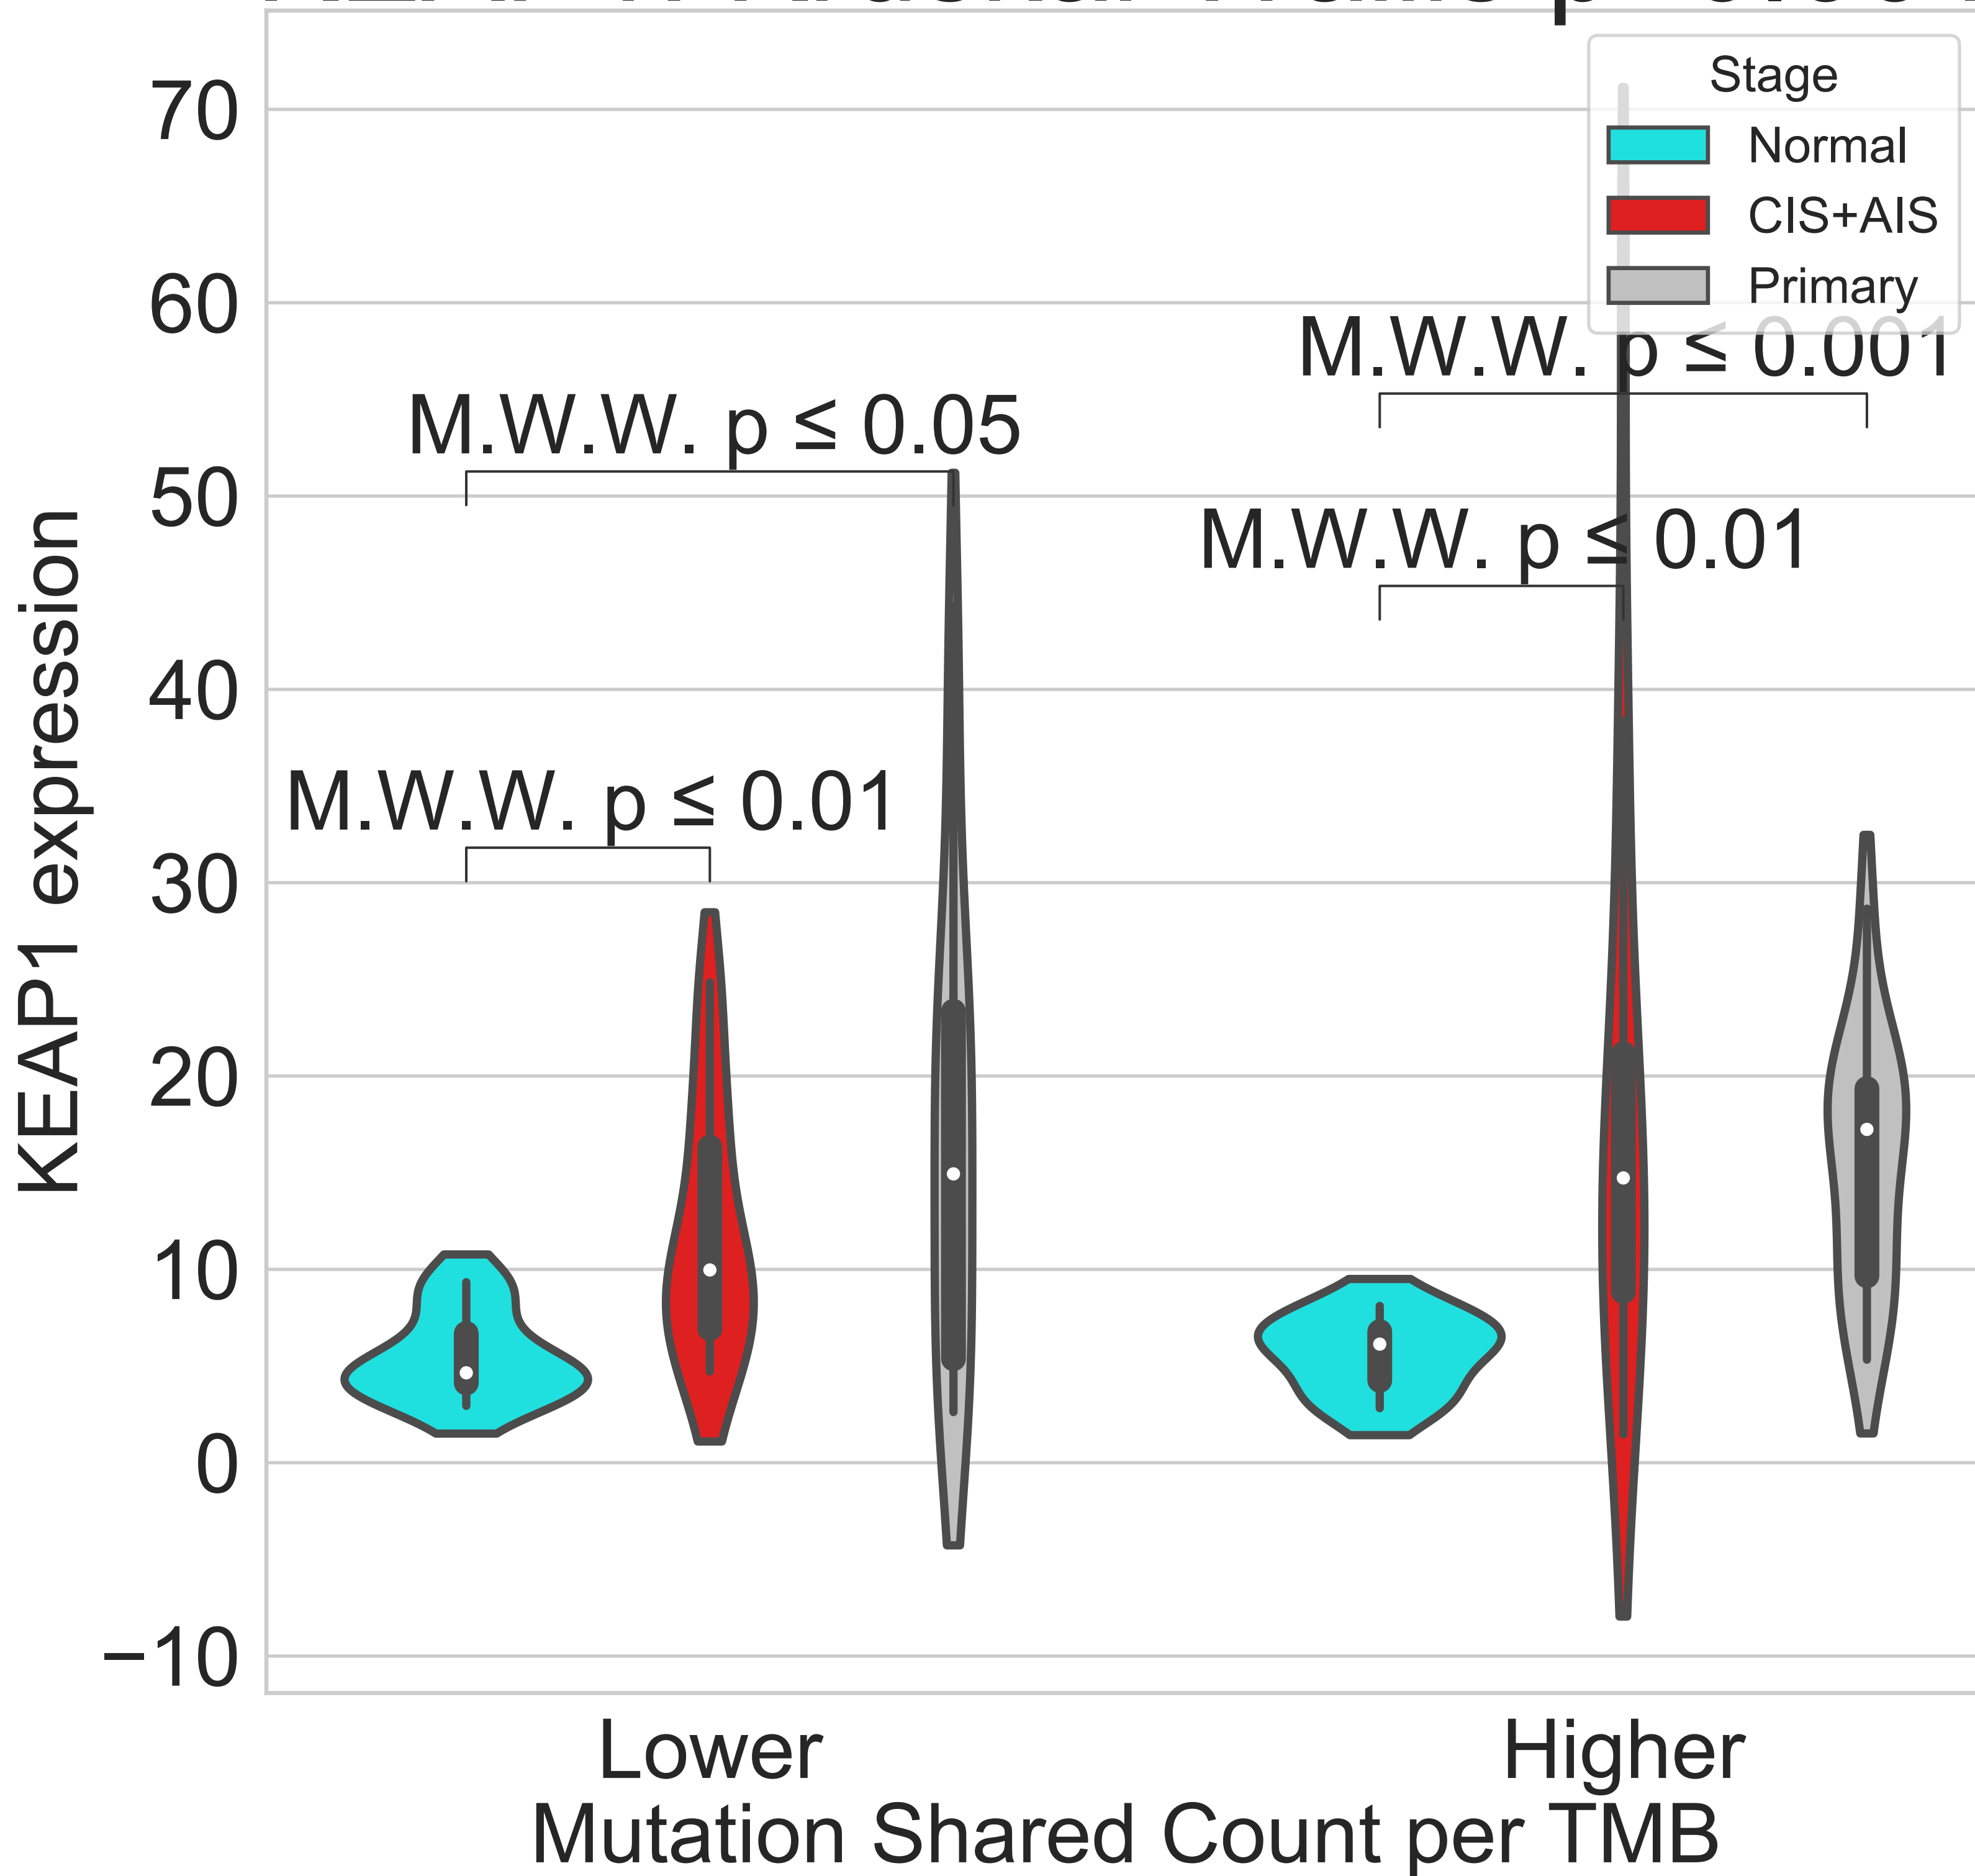 Stage
Normal
CIS+AIS
Primary
70
60
50
40
30
20
10
0
−10
KEAP1 expression
M.W.W. p ≤ 0.001
M.W.W. p ≤ 0.05
M.W.W. p ≤ 0.01
M.W.W. p ≤ 0.01
Lower
Higher
Mutation Shared Count per TMB